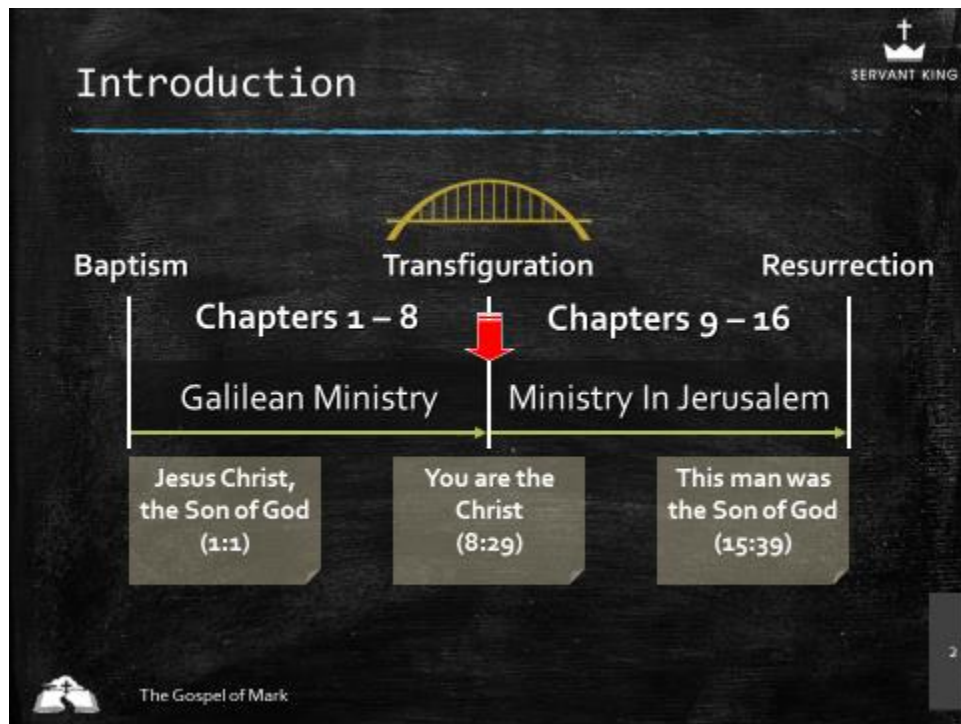 Introduction
SERVANT KING
Baptism
Transfiguration
Resurrection
Chapters 1 – 8
Chapters 9 – 16
Galilean Ministry
Ministry In Jerusalem
Jesus Christ,
the Son of God
(1:1)
You are the
Christ
(8:29)
This man was
the Son of God
(15:39)
2
The Gospel of Mark